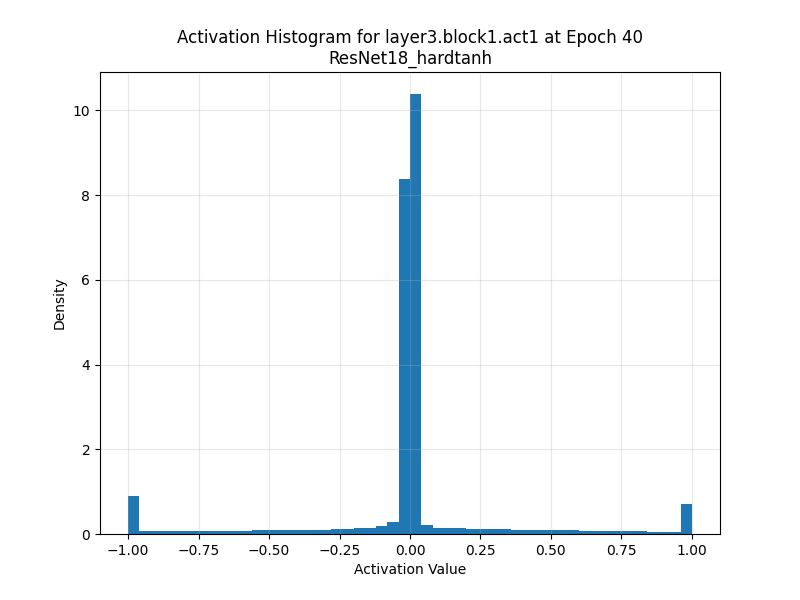 Activation Histogram for layer3.block1.act1 at Epoch 40
ResNet18_hardtanh
10
8
6
4
2
0
Density
−1.00 −0.75 −0.50 −0.25 0.00 0.25 0.50 0.75 1.00
Activation Value